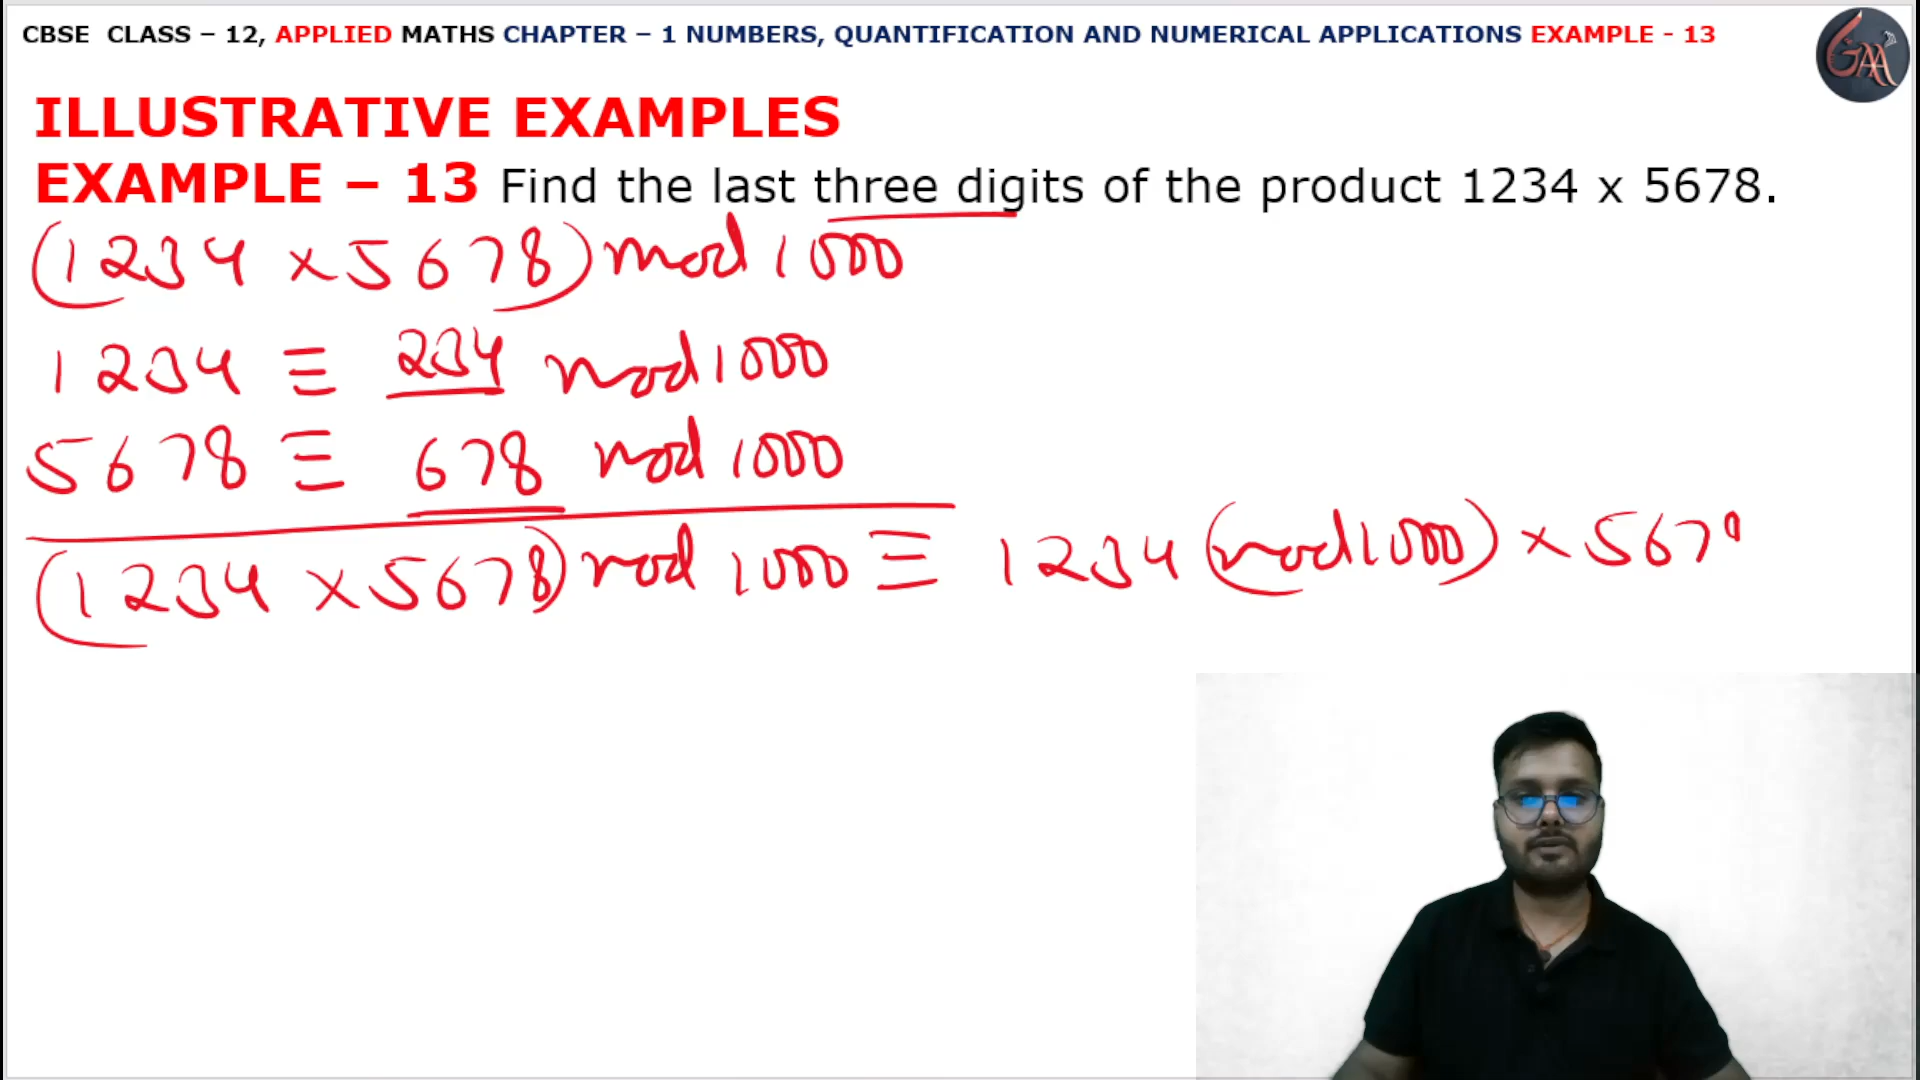 CBSE CLASS – 12, APPLIED MATHS CHAPTER – 1 NUMBERS, QUANTIFICATION AND NUMERICAL APPLICATIONS EXAMPLE - 13
GAA
ILLUSTRATIVE EXAMPLES
EXAMPLE – 13 Find the last three digits of the product 1234 x 5678.
(1234 × 5678) mod 1000
1234 ≡ 234 mod 1000
5678 ≡ 678 mod 1000
(1234 × 5678) mod 1000 ≡ 1234 (mod 1000) × 567